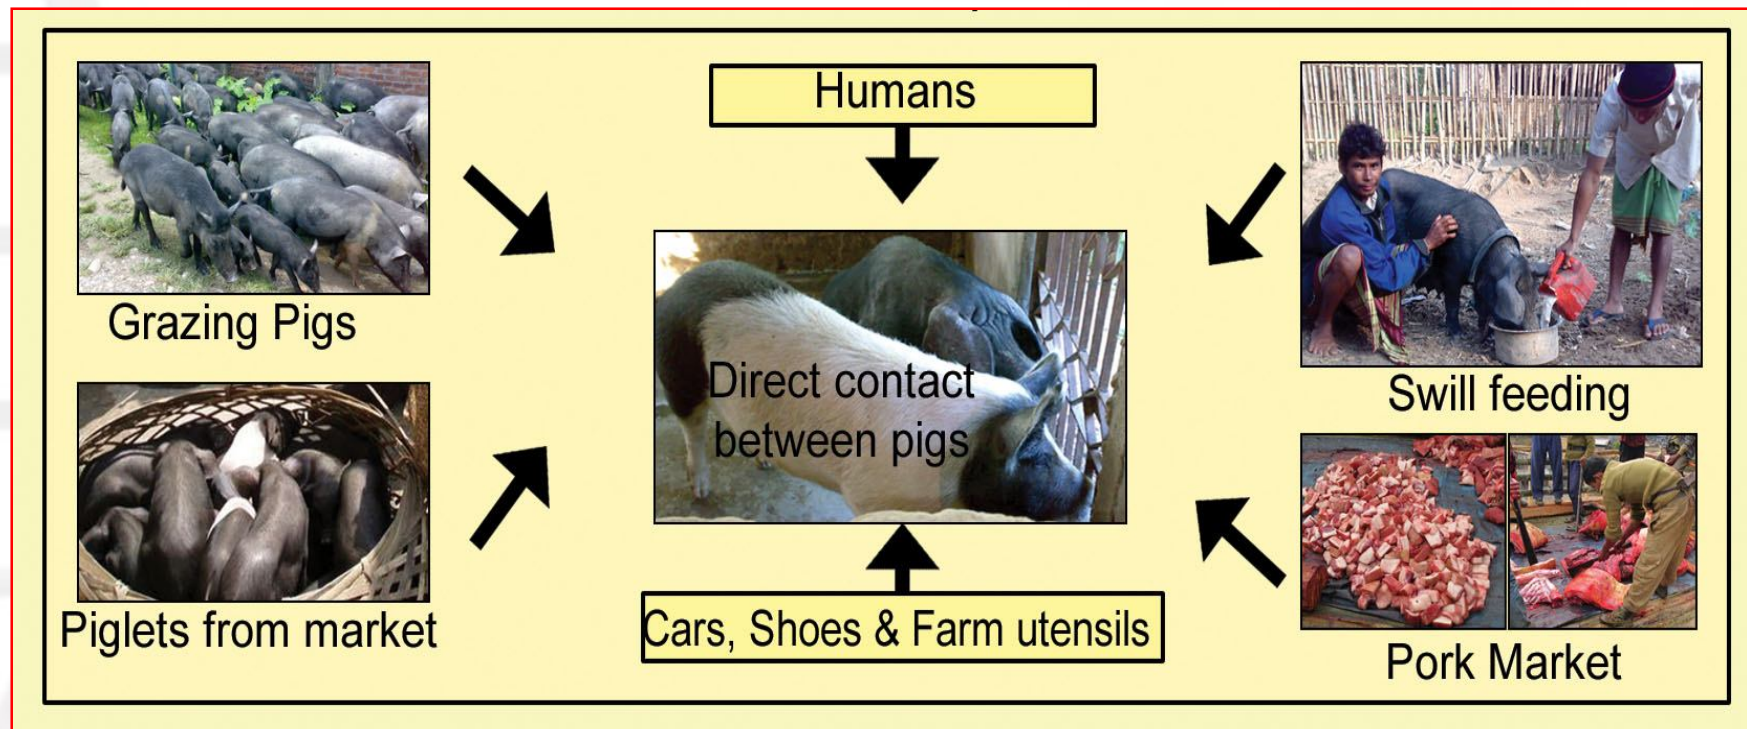 Humans
Grazing Pigs
Direct contact
between pigs
Swill feeding
Piglets from market
Cars, Shoes & Farm utensils
Pork Market